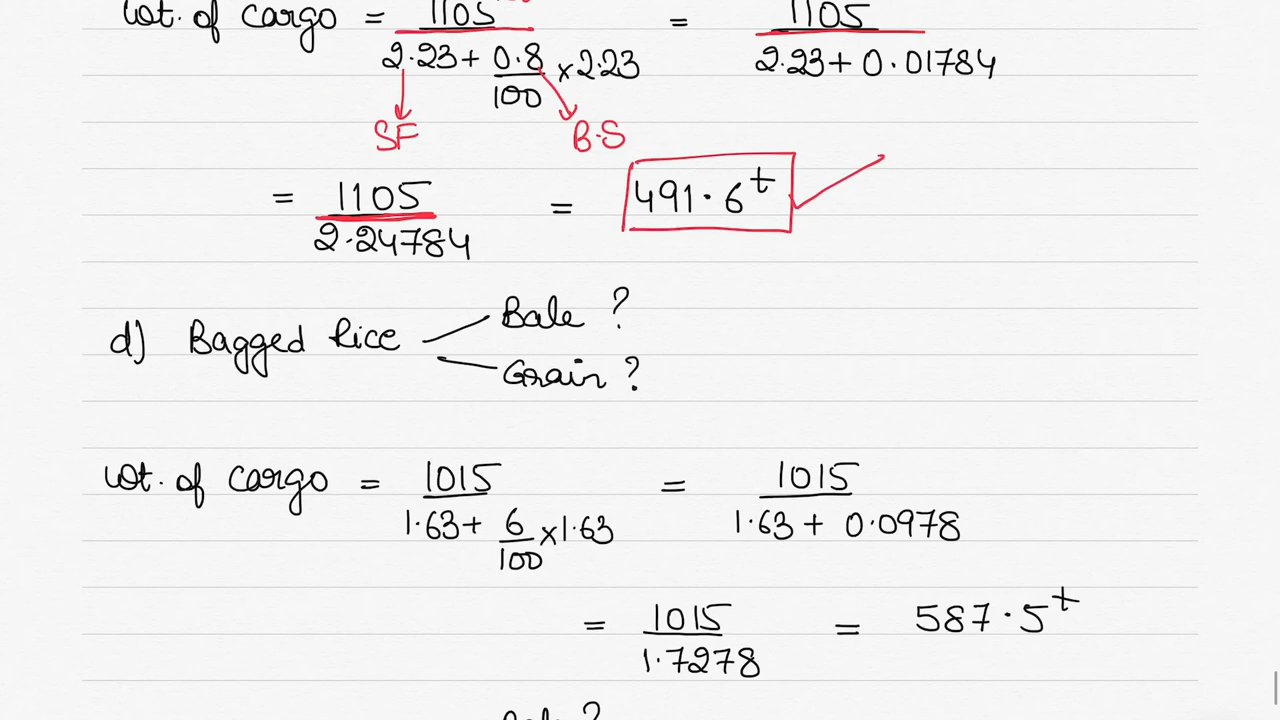 Wt. of cargo = 1105 / 2.23 + 0.8/100 × 2.23 = 1105 / 2.23 + 0.01784
SF B.S
= 1105 / 2.24784 = 491.6 t
d) Bagged Rice Bale ?
Grain ?
Wt. of cargo = 1015 / 1.63 + 6/100 × 1.63 = 1015 / 1.63 + 0.0978
= 1015 / 1.7278 = 587.5 t